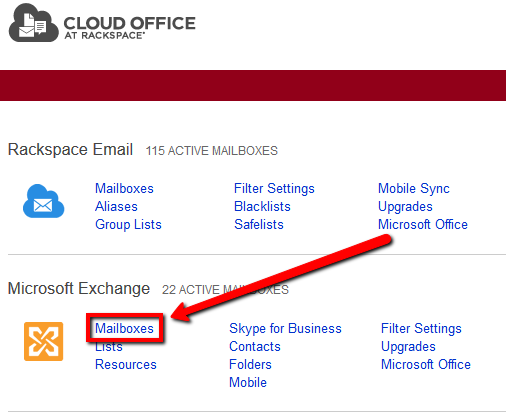 CLOUD OFFICE
AT RACKSPACE®
Rackspace Email 115 ACTIVE MAILBOXES
Mailboxes Filter Settings Mobile Sync
Aliases Blacklists Upgrades
Group Lists Safelists Microsoft Office
Microsoft Exchange 22 ACTIVE MAILBOXES
Mailboxes Skype for Business Filter Settings
Lists Contacts Upgrades
Resources Folders Microsoft Office
Mobile